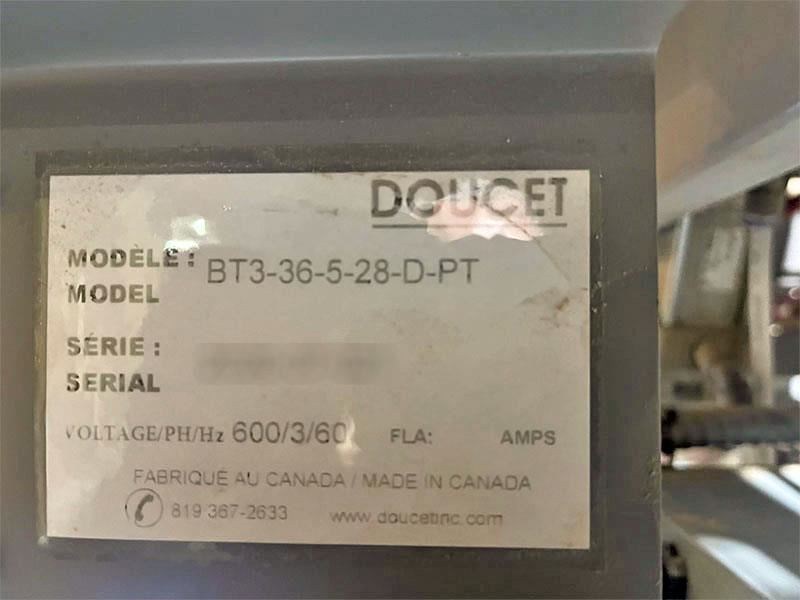 DOUCET
MODÈLE : BT3-36-5-28-D-PT
MODEL
SÉRIE :
SERIAL
VOLTAGE/PH/Hz 600/3/60 FLA: AMPS
FABRIQUÉ AU CANADA / MADE IN CANADA
819 367-2633 www.doucetinc.com